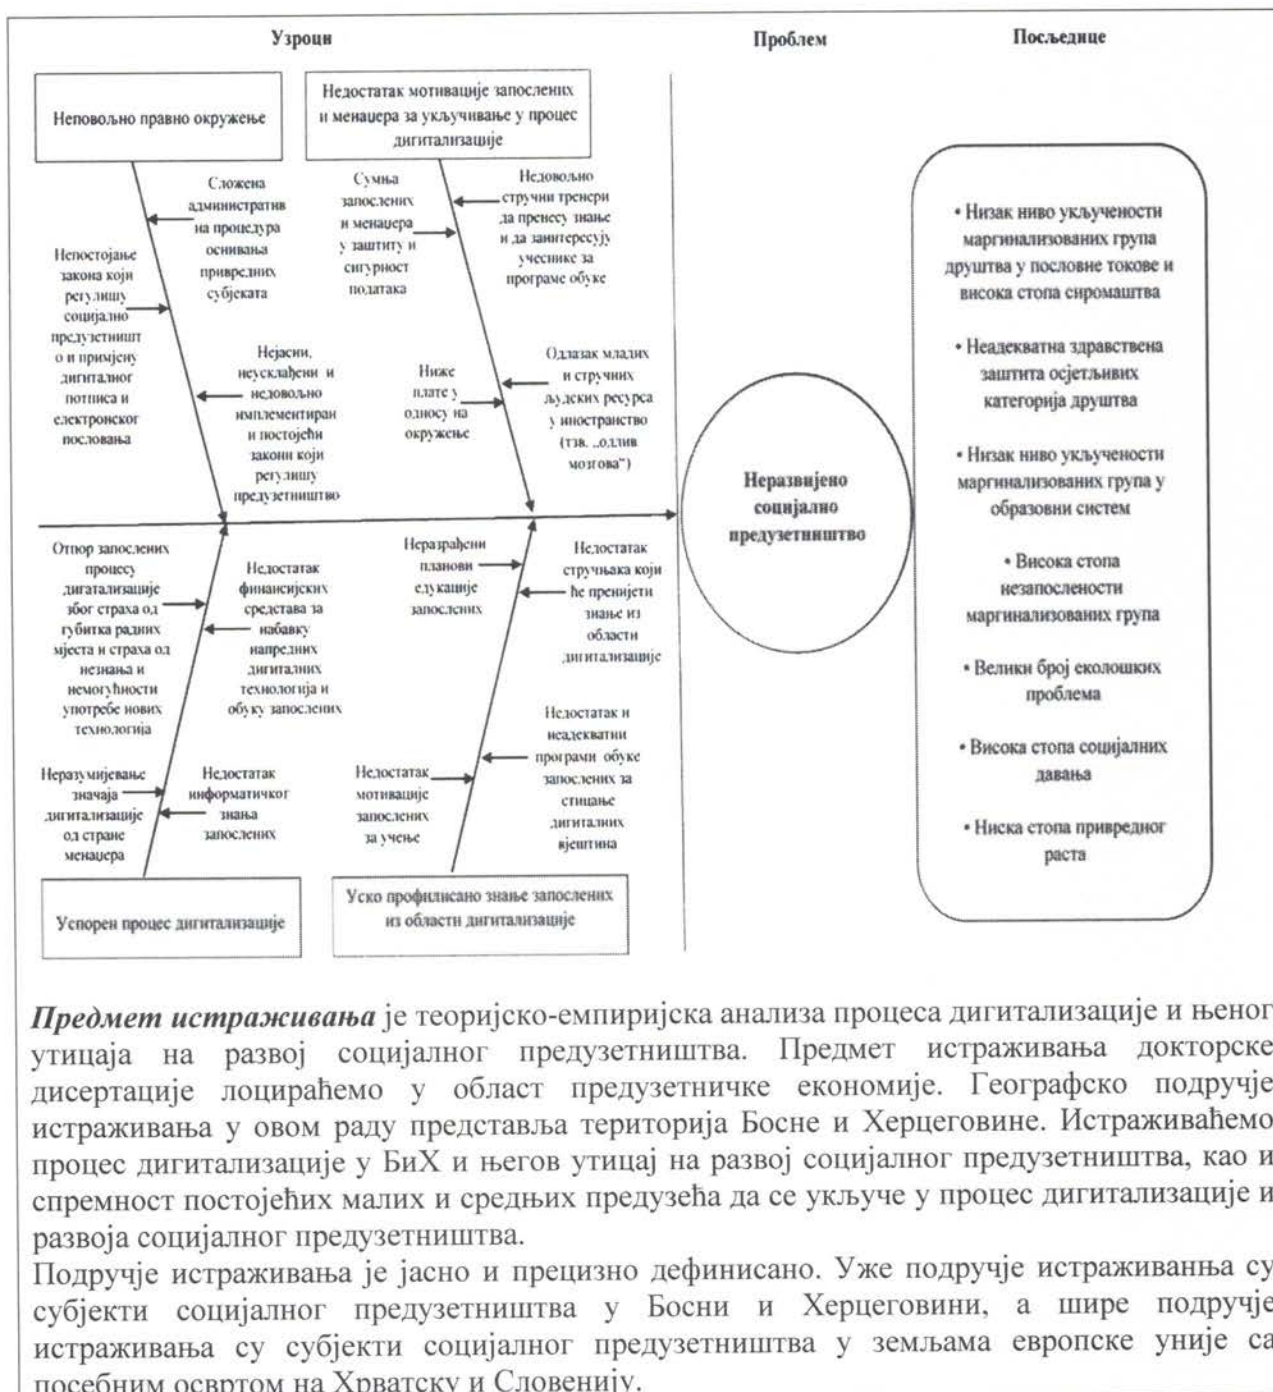 Узроци
Проблем
Посљедице
Неповољно правно окружење
Недостатак мотивације запослених
и менаџера за укључивање у процес
дигитализације
Сложена
административ
на процедура
оснивања
привредних
субјеката
Непостојање
закона који
регулишу
социјално
предузетништ
о и примјену
дигиталног
потписа и
електронског
пословања
Нејасни,
неусклађени и
недовољно
имплементиран
и постојећи
закони који
регулишу
предузетништво
Сумња
запослених
и менаџера
у заштиту и
сигурност
података
Недовољно
стручни тренери
да пренесу знање
и да заинтересују
учеснике за
програме обуке
Ниже
плате у
односу на
окружење
Одлазак младих
и стручних
људских ресурса
у иностранство
(тзв. „одлив
мозгова“)
Отпор запослених
процесу
дигатализације
због страха од
губитка радних
мјеста и страха од
незнања и
немогућности
употребе нових
технологија
Недостатак
финансијских
средстава за
набавку
напредних
дигиталних
технологија и
обуку запослених
Неразумијевање
значаја
дигитализације
од стране
менаџера
Недостатак
информатичког
знања
запослених
Неразрађени
планови
едукације
запослених
Недостатак
стручњака који
ће пренијети
знање из
области
дигитализације
Недостатак
мотивације
запослених
за учење
Недостатак и
неадекватни
програми обуке
запослених за
стицање
дигиталних
вјештина
Успорен процес дигитализације
Уско профилисано знање запослених
из области дигитализације
Неразвијено
социјално
предузетништво
• Низак ниво укључености
маргинализованих група
друштва у пословне токове и
висока стопа сиромаштва
• Неадекватна здравствена
заштита осјетљивих
категорија друштва
• Низак ниво укључености
маргинализованих група у
образовни систем
• Висока стопа
незапослености
маргинализованих група
• Велики број еколошких
проблема
• Висока стопа социјалних
давања
• Ниска стопа привредног
раста
Предмет истраживања је теоријско-емпиријска анализа процеса дигитализације и њеног
утицаја на развој социјалног предузетништва. Предмет истраживања докторске
дисертације лоцираћемо у област предузетничке економије. Географско подручје
истраживања у овом раду представља територија Босне и Херцеговине. Истраживаћемо
процес дигитализације у БиХ и његов утицај на развој социјалног предузетништва, као и
спремност постојећих малих и средњих предузећа да се укључе у процес дигитализације и
развоја социјалног предузетништва.
Подручје истраживања је јасно и прецизно дефинисано. Уже подручје истраживанња су
субјекти социјалног предузетништва у Босни и Херцеговини, а шире подручје
истраживања су субјекти социјалног предузетништва у земљама европске уније са
посебним освртом на Хрватску и Словенију.